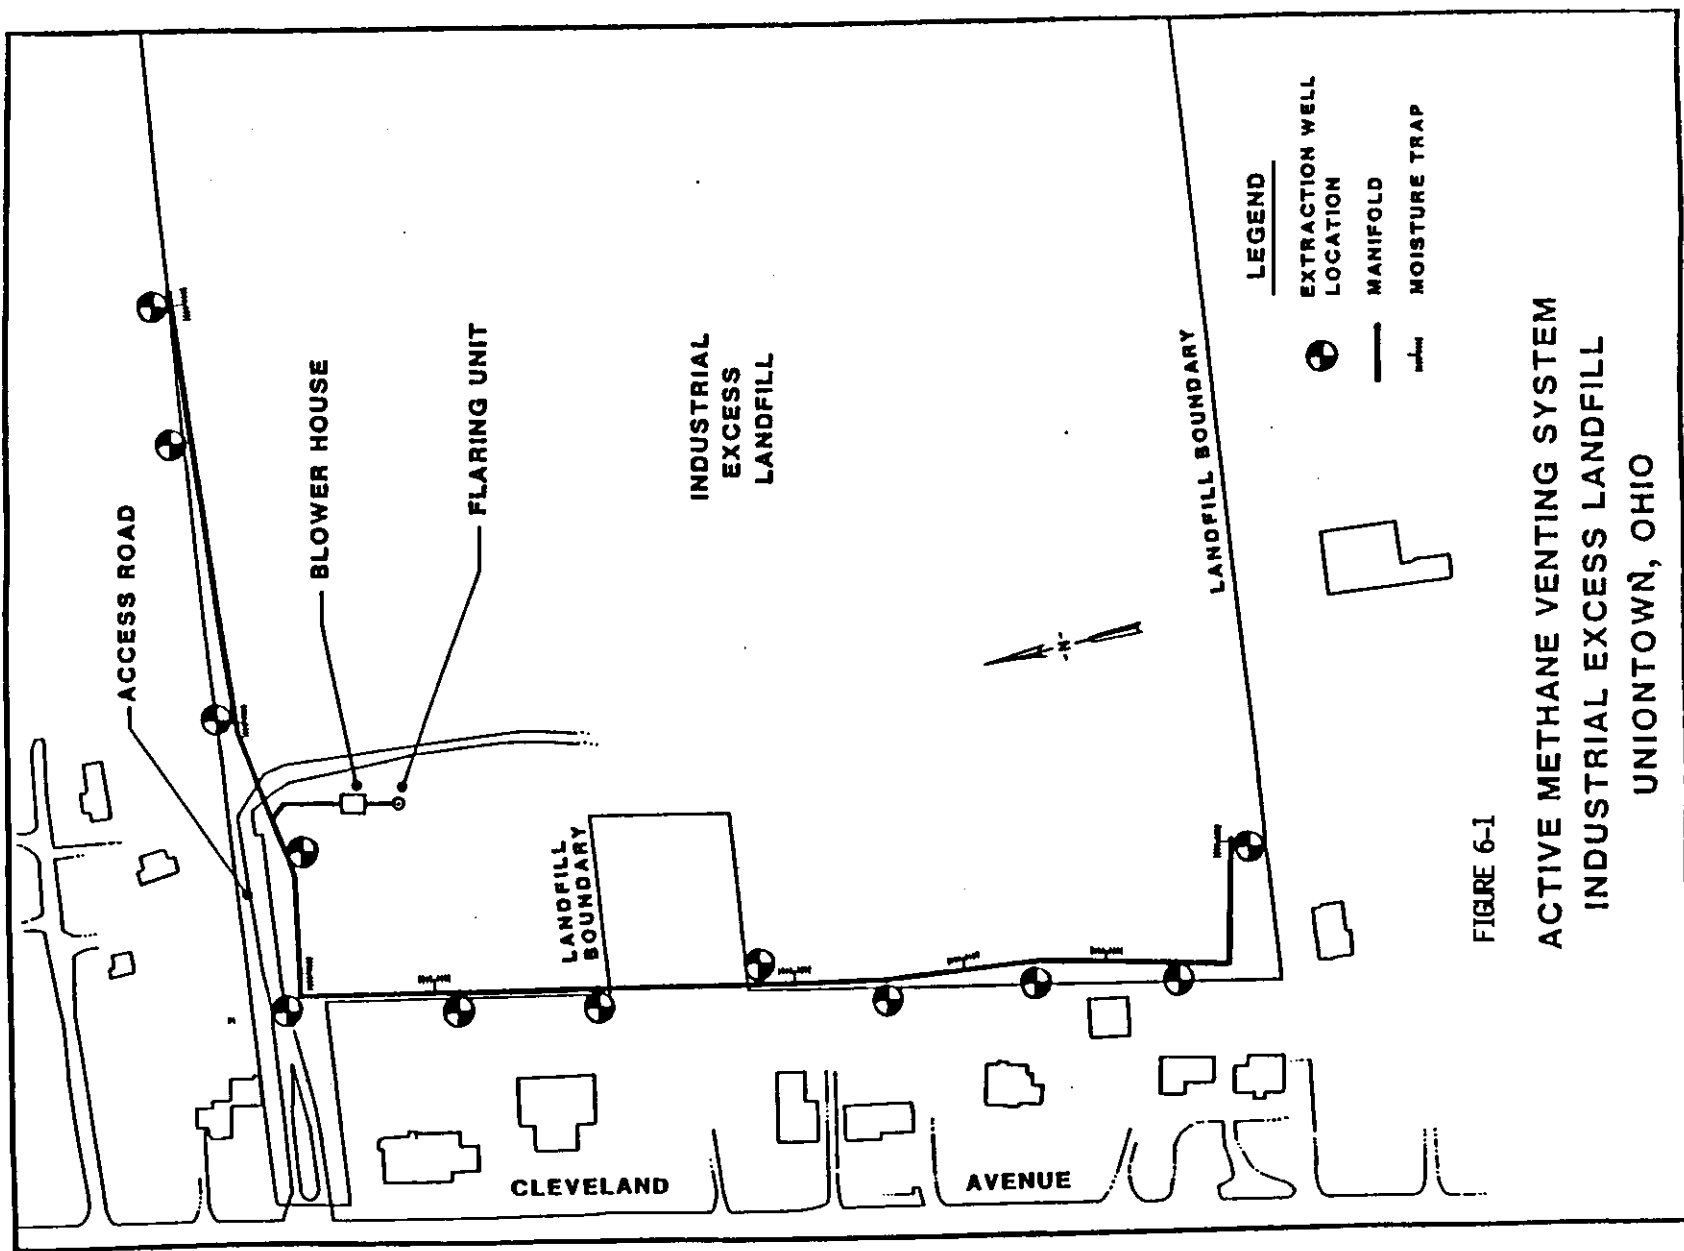 ACCESS ROAD
BLOWER HOUSE
FLARING UNIT
INDUSTRIAL
EXCESS
LANDFILL
LANDFILL
BOUNDARY
LANDFILL BOUNDARY
N
CLEVELAND
AVENUE
LEGEND
EXTRACTION WELL
LOCATION
MANIFOLD
MOISTURE TRAP
FIGURE 6-1
ACTIVE METHANE VENTING SYSTEM
INDUSTRIAL EXCESS LANDFILL
UNIONTOWN, OHIO